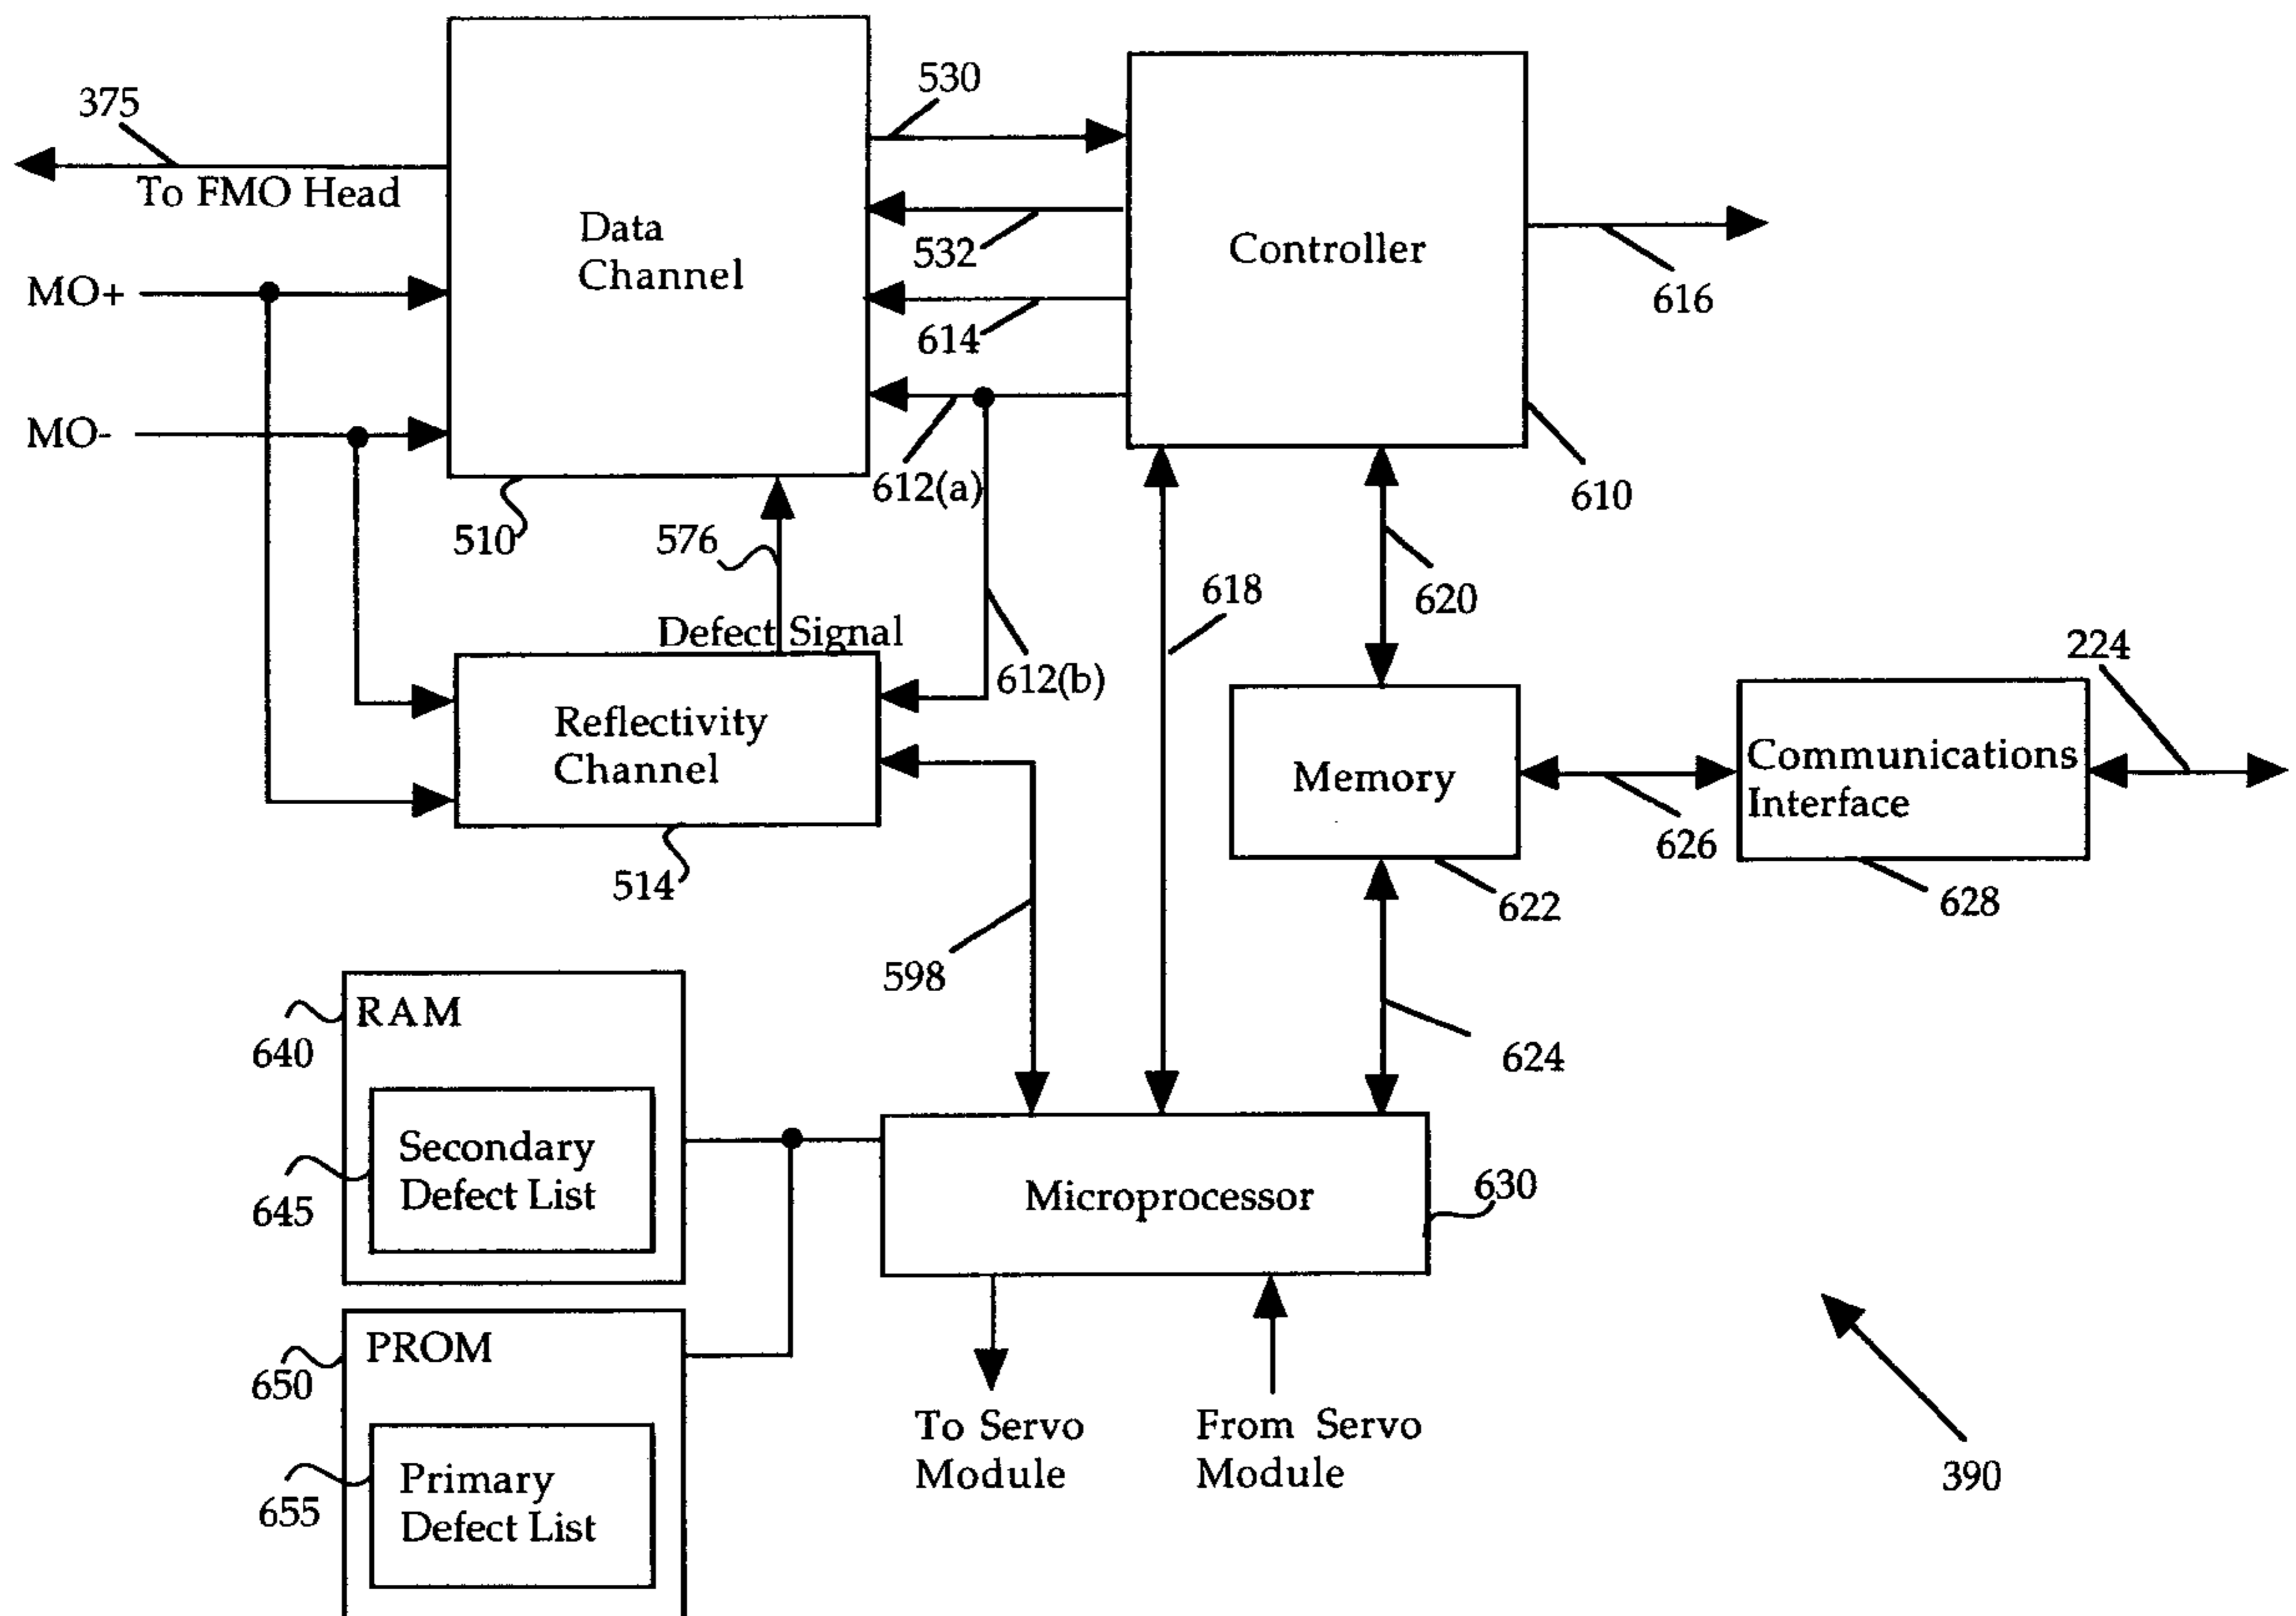 375
To FMO Head
MO+
MO-
Data
Channel
510
530
532
614
612(a)
Controller
616
610
576
Defect Signal
612(b)
Reflectivity
Channel
514
598
618
620
Memory
622
626
Communications
Interface
628
224
624
RAM
640
Secondary
Defect List
645
PROM
650
Primary
Defect List
655
Microprocessor
630
To Servo
Module
From Servo
Module
390